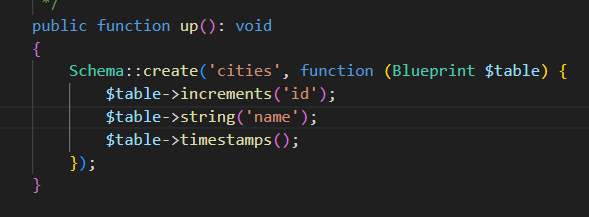 */
public function up(): void
{
Schema::create('cities', function (Blueprint $table) {
$table->increments('id');
$table->string('name');
$table->timestamps();
});
}